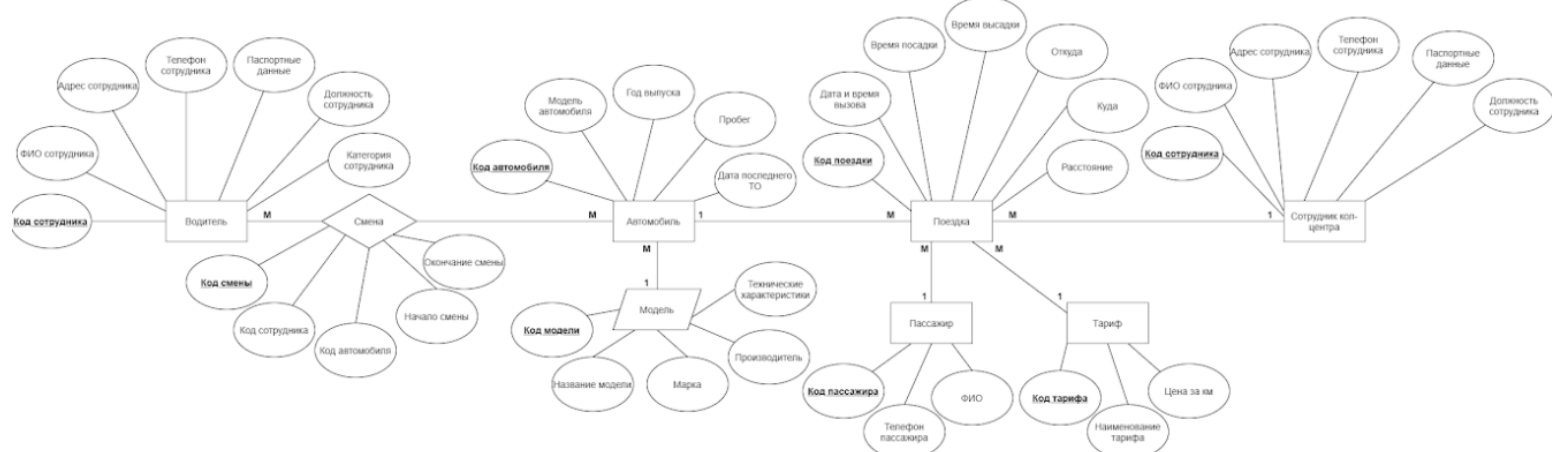 Телефон
сотрудника
Паспортные
данные
Адрес сотрудника
Должность
сотрудника
ФИО сотрудника
Категория
сотрудника
Код сотрудника
Водитель
М
Смена
М
Код смены
Код сотрудника
Код автомобиля
Начало смены
Окончание смены
Модель
автомобиля
Год выпуска
Пробег
Код автомобиля
Дата последнего
ТО
Автомобиль
1
М
М
1
Модель
Технические
характеристики
Код модели
Производитель
Название модели
Марка
Время высадки
Время посадки
Откуда
Дата и время
вызова
Куда
Код поездки
Расстояние
Поездка
М
1
М
М
1
1
Пассажир
Тариф
Код пассажира
Телефон
пассажира
ФИО
Код тарифа
Наименование
тарифа
Цена за км
Адрес сотрудника
Телефон
сотрудника
Паспортные
данные
ФИО сотрудника
Должность
сотрудника
Код сотрудника
Сотрудник кол-
центра